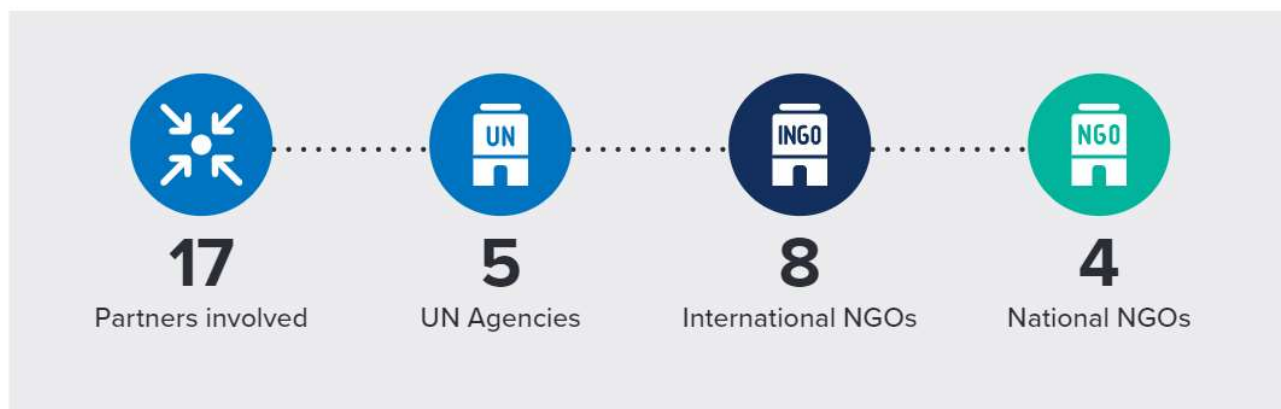 UN
INGO
NGO
17
5
8
4
Partners involved
UN Agencies
International NGOs
National NGOs